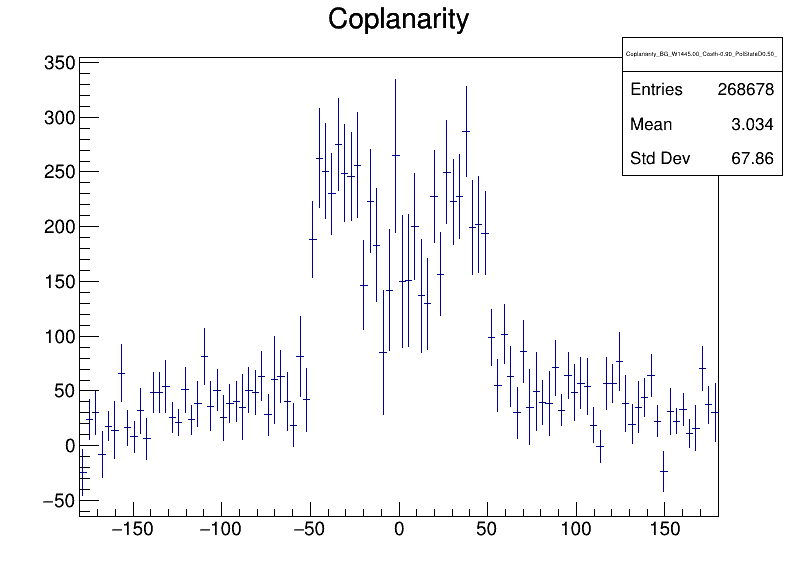 Coplanarity
Coplanarity_BG_W1445.00_Costh-0.90_PolStateD0.50_
Entries 268678
Mean 3.034
Std Dev 67.86
350
300
250
200
150
100
50
0
−50
−150 −100 −50 0 50 100 150